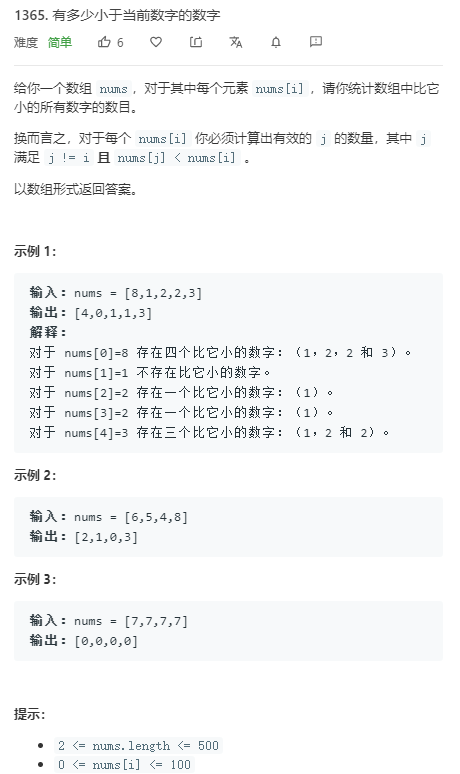 1365. 有多少小于当前数字的数字
难度 简单 6
给你一个数组 nums，对于其中每个元素 nums[i]，请你统计数组中比它
小的所有数字的数目。
换而言之，对于每个 nums[i] 你必须计算出有效的 j 的数量，其中 j
满足 j != i 且 nums[j] < nums[i] 。
以数组形式返回答案。
示例 1：
输入：nums = [8,1,2,2,3]
输出：[4,0,1,1,3]
解释：
对于 nums[0]=8 存在四个比它小的数字：（1，2，2 和 3）。
对于 nums[1]=1 不存在比它小的数字。
对于 nums[2]=2 存在一个比它小的数字：（1）。
对于 nums[3]=2 存在一个比它小的数字：（1）。
对于 nums[4]=3 存在三个比它小的数字：（1，2 和 2）。
示例 2：
输入：nums = [6,5,4,8]
输出：[2,1,0,3]
示例 3：
输入：nums = [7,7,7,7]
输出：[0,0,0,0]
提示：
• 2 <= nums.length <= 500
• 0 <= nums[i] <= 100